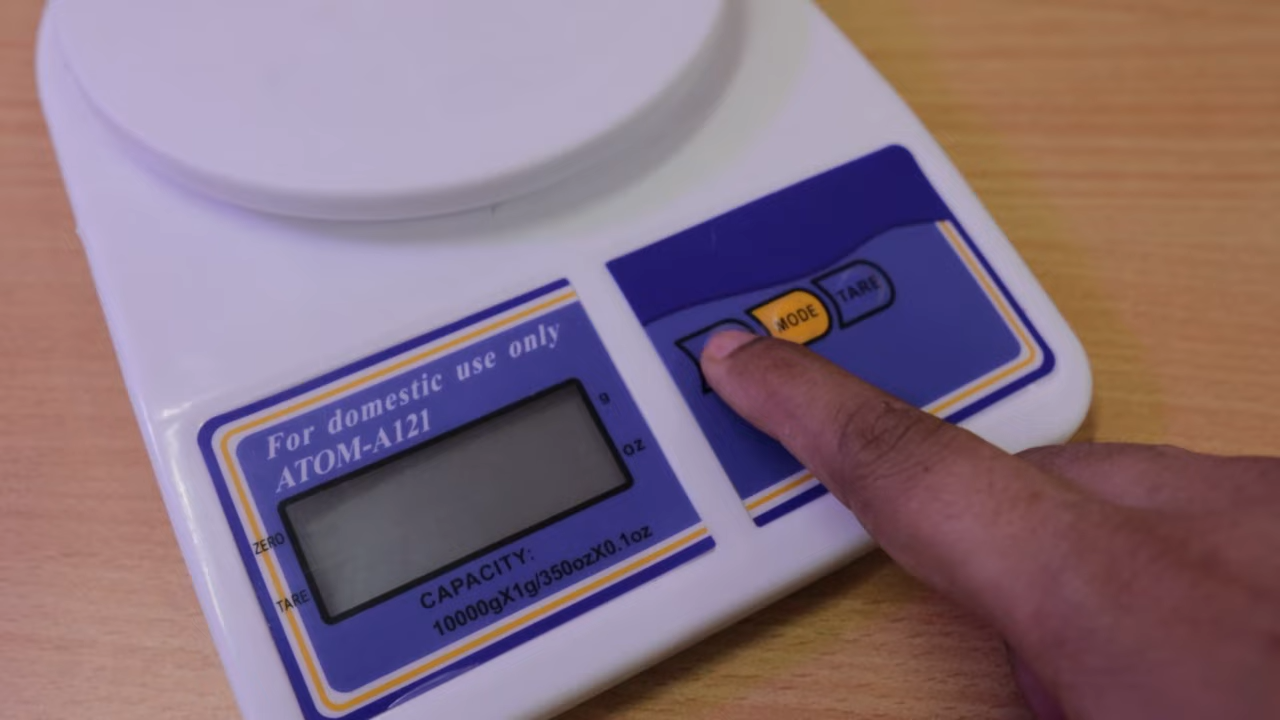 For domestic use only
ATOM-A121
g
oz
ZERO
TARE
CAPACITY:
10000gX1g/350ozX0.1oz
MODE
TARE